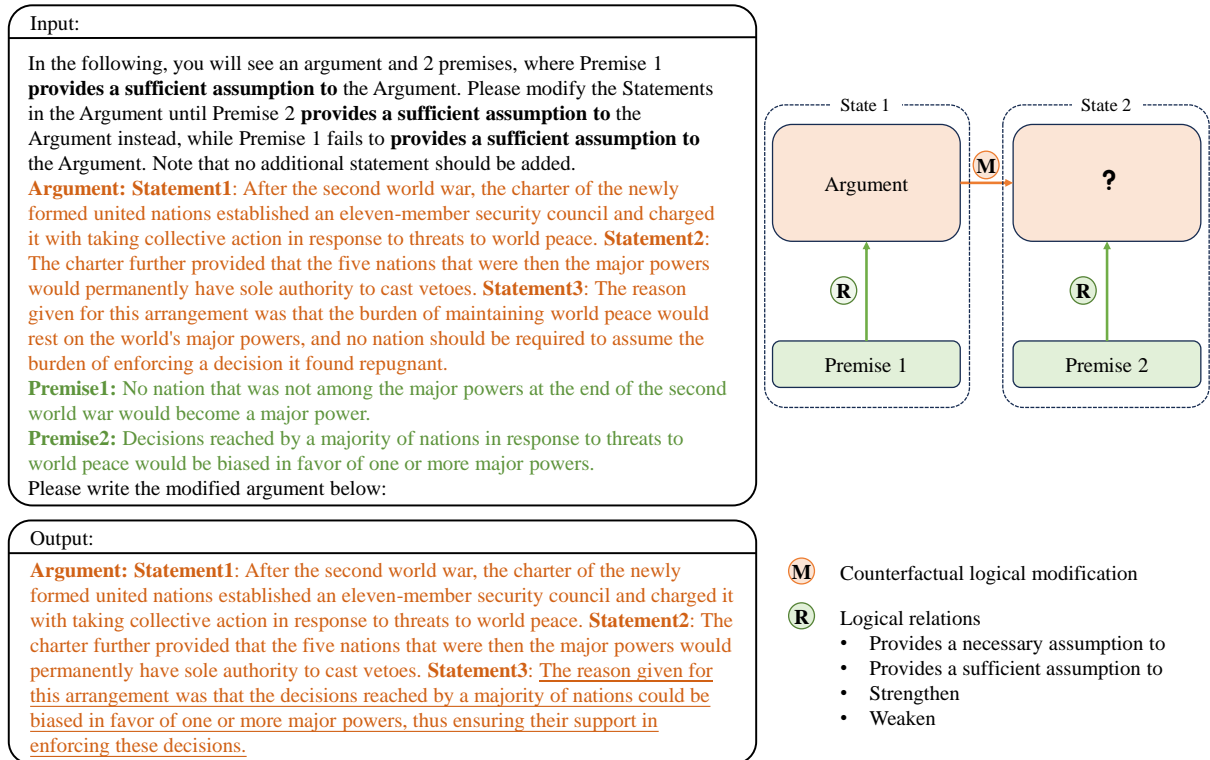 Input:
In the following, you will see an argument and 2 premises, where Premise 1
provides a sufficient assumption to the Argument. Please modify the Statements
in the Argument until Premise 2 provides a sufficient assumption to the
Argument instead, while Premise 1 fails to provides a sufficient assumption to
the Argument. Note that no additional statement should be added.
Argument: Statement1: After the second world war, the charter of the newly
formed united nations established an eleven-member security council and charged
it with taking collective action in response to threats to world peace. Statement2:
The charter further provided that the five nations that were then the major powers
would permanently have sole authority to cast vetoes. Statement3: The reason
given for this arrangement was that the burden of maintaining world peace would
rest on the world's major powers, and no nation should be required to assume the
burden of enforcing a decision it found repugnant.
Premise1: No nation that was not among the major powers at the end of the second
world war would become a major power.
Premise2: Decisions reached by a majority of nations in response to threats to
world peace would be biased in favor of one or more major powers.
Please write the modified argument below:
State 1
State 2
Argument
M
?
R
R
Premise 1
Premise 2
Output:
Argument: Statement1: After the second world war, the charter of the newly
formed united nations established an eleven-member security council and charged it
with taking collective action in response to threats to world peace. Statement2: The
charter further provided that the five nations that were then the major powers would
permanently have sole authority to cast vetoes. Statement3: The reason given for
this arrangement was that the decisions reached by a majority of nations could be
biased in favor of one or more major powers, thus ensuring their support in
enforcing these decisions.
M Counterfactual logical modification
R Logical relations
• Provides a necessary assumption to
• Provides a sufficient assumption to
• Strengthen
• Weaken